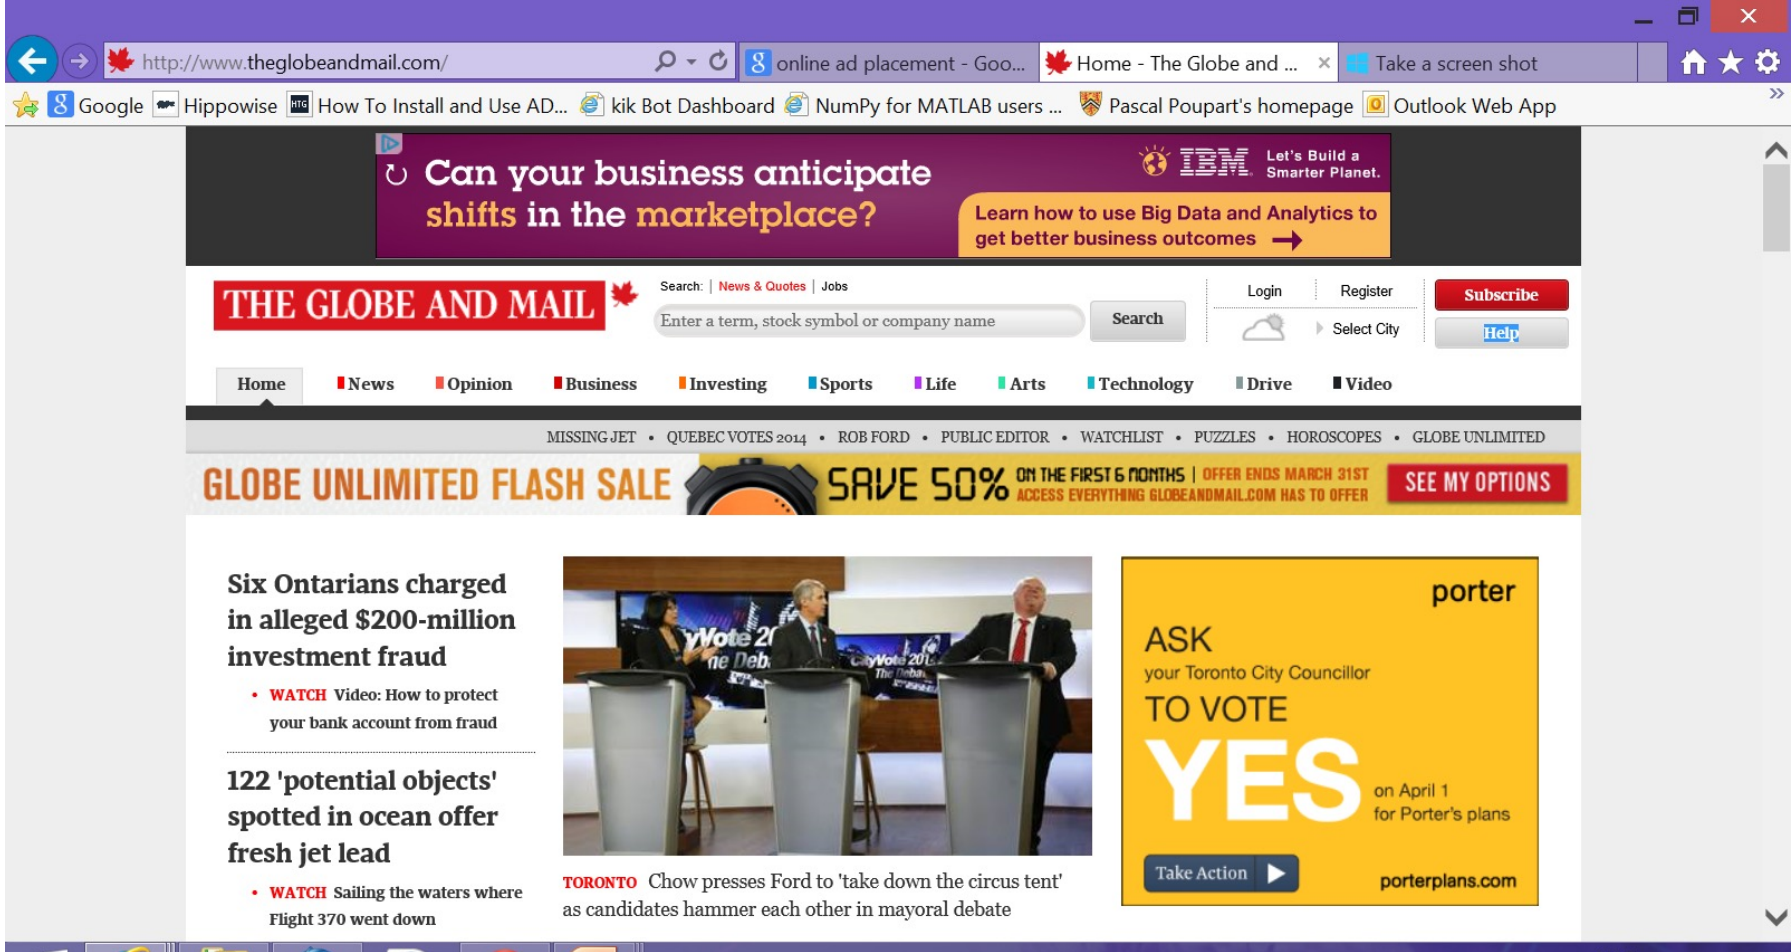 http://www.theglobeandmail.com/
online ad placement - Goo...
Home - The Globe and ...
Take a screen shot
Google
Hippowise
HTG
How To Install and Use AD...
kik Bot Dashboard
NumPy for MATLAB users ...
Pascal Poupart's homepage
Outlook Web App
Can your business anticipate
shifts in the marketplace?
IBM
Let's Build a
Smarter Planet.
Learn how to use Big Data and Analytics to
get better business outcomes
THE GLOBE AND MAIL
Search: | News & Quotes | Jobs
Enter a term, stock symbol or company name
Search
Login
Register
Select City
Subscribe
Help
Home
News
Opinion
Business
Investing
Sports
Life
Arts
Technology
Drive
Video
MISSING JET • QUEBEC VOTES 2014 • ROB FORD • PUBLIC EDITOR • WATCHLIST • PUZZLES • HOROSCOPES • GLOBE UNLIMITED
GLOBE UNLIMITED FLASH SALE
SAVE 50%
ON THE FIRST 6 MONTHS | OFFER ENDS MARCH 31ST
ACCESS EVERYTHING GLOBEANDMAIL.COM HAS TO OFFER
SEE MY OPTIONS
Six Ontarians charged
in alleged $200-million
investment fraud
• WATCH Video: How to protect
your bank account from fraud
122 'potential objects'
spotted in ocean offer
fresh jet lead
• WATCH Sailing the waters where
Flight 370 went down
CityVote 2014
The Debate
TORONTO Chow presses Ford to 'take down the circus tent'
as candidates hammer each other in mayoral debate
porter
ASK
your Toronto City Councillor
TO VOTE
YES
on April 1
for Porter's plans
Take Action
porterplans.com